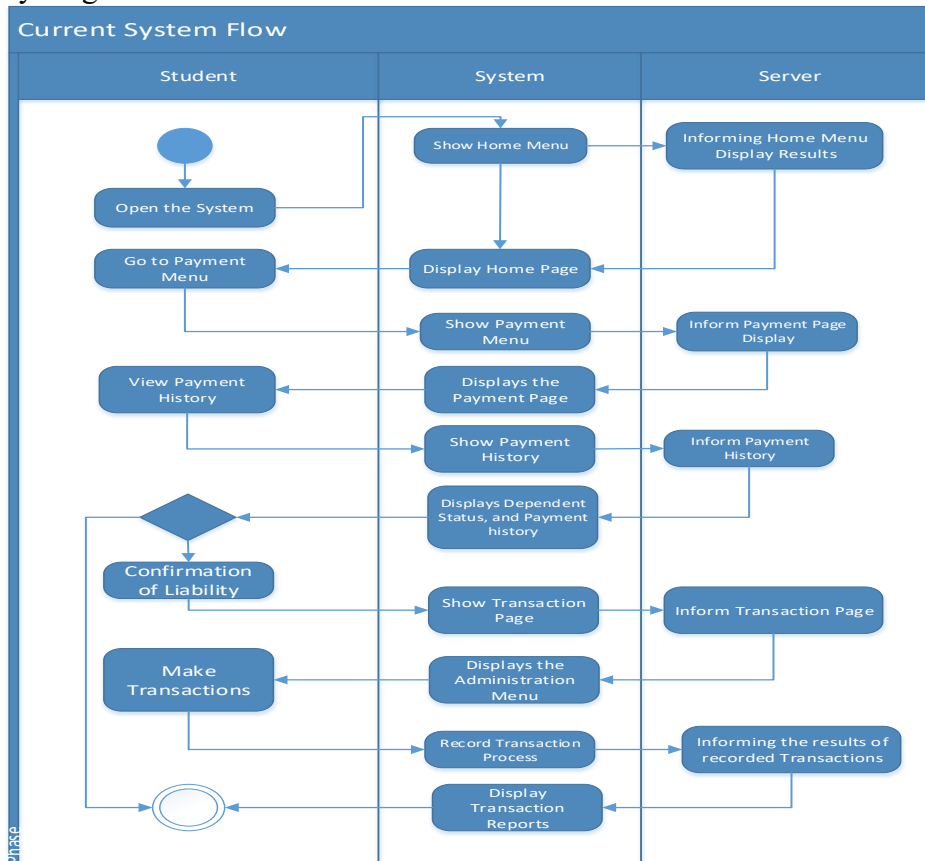 Current System Flow
Student
System
Server
Show Home Menu
Informing Home Menu
Display Results
Open the System
Go to Payment
Menu
Display Home Page
Show Payment
Menu
Inform Payment Page
Display
View Payment
History
Displays the
Payment Page
Show Payment
History
Inform Payment
History
Displays Dependent
Status, and Payment
history
Confirmation
of Liability
Show Transaction
Page
Inform Transaction Page
Make
Transactions
Displays the
Administration
Menu
Record Transaction
Process
Informing the results of
recorded Transactions
Display
Transaction
Reports
Phase